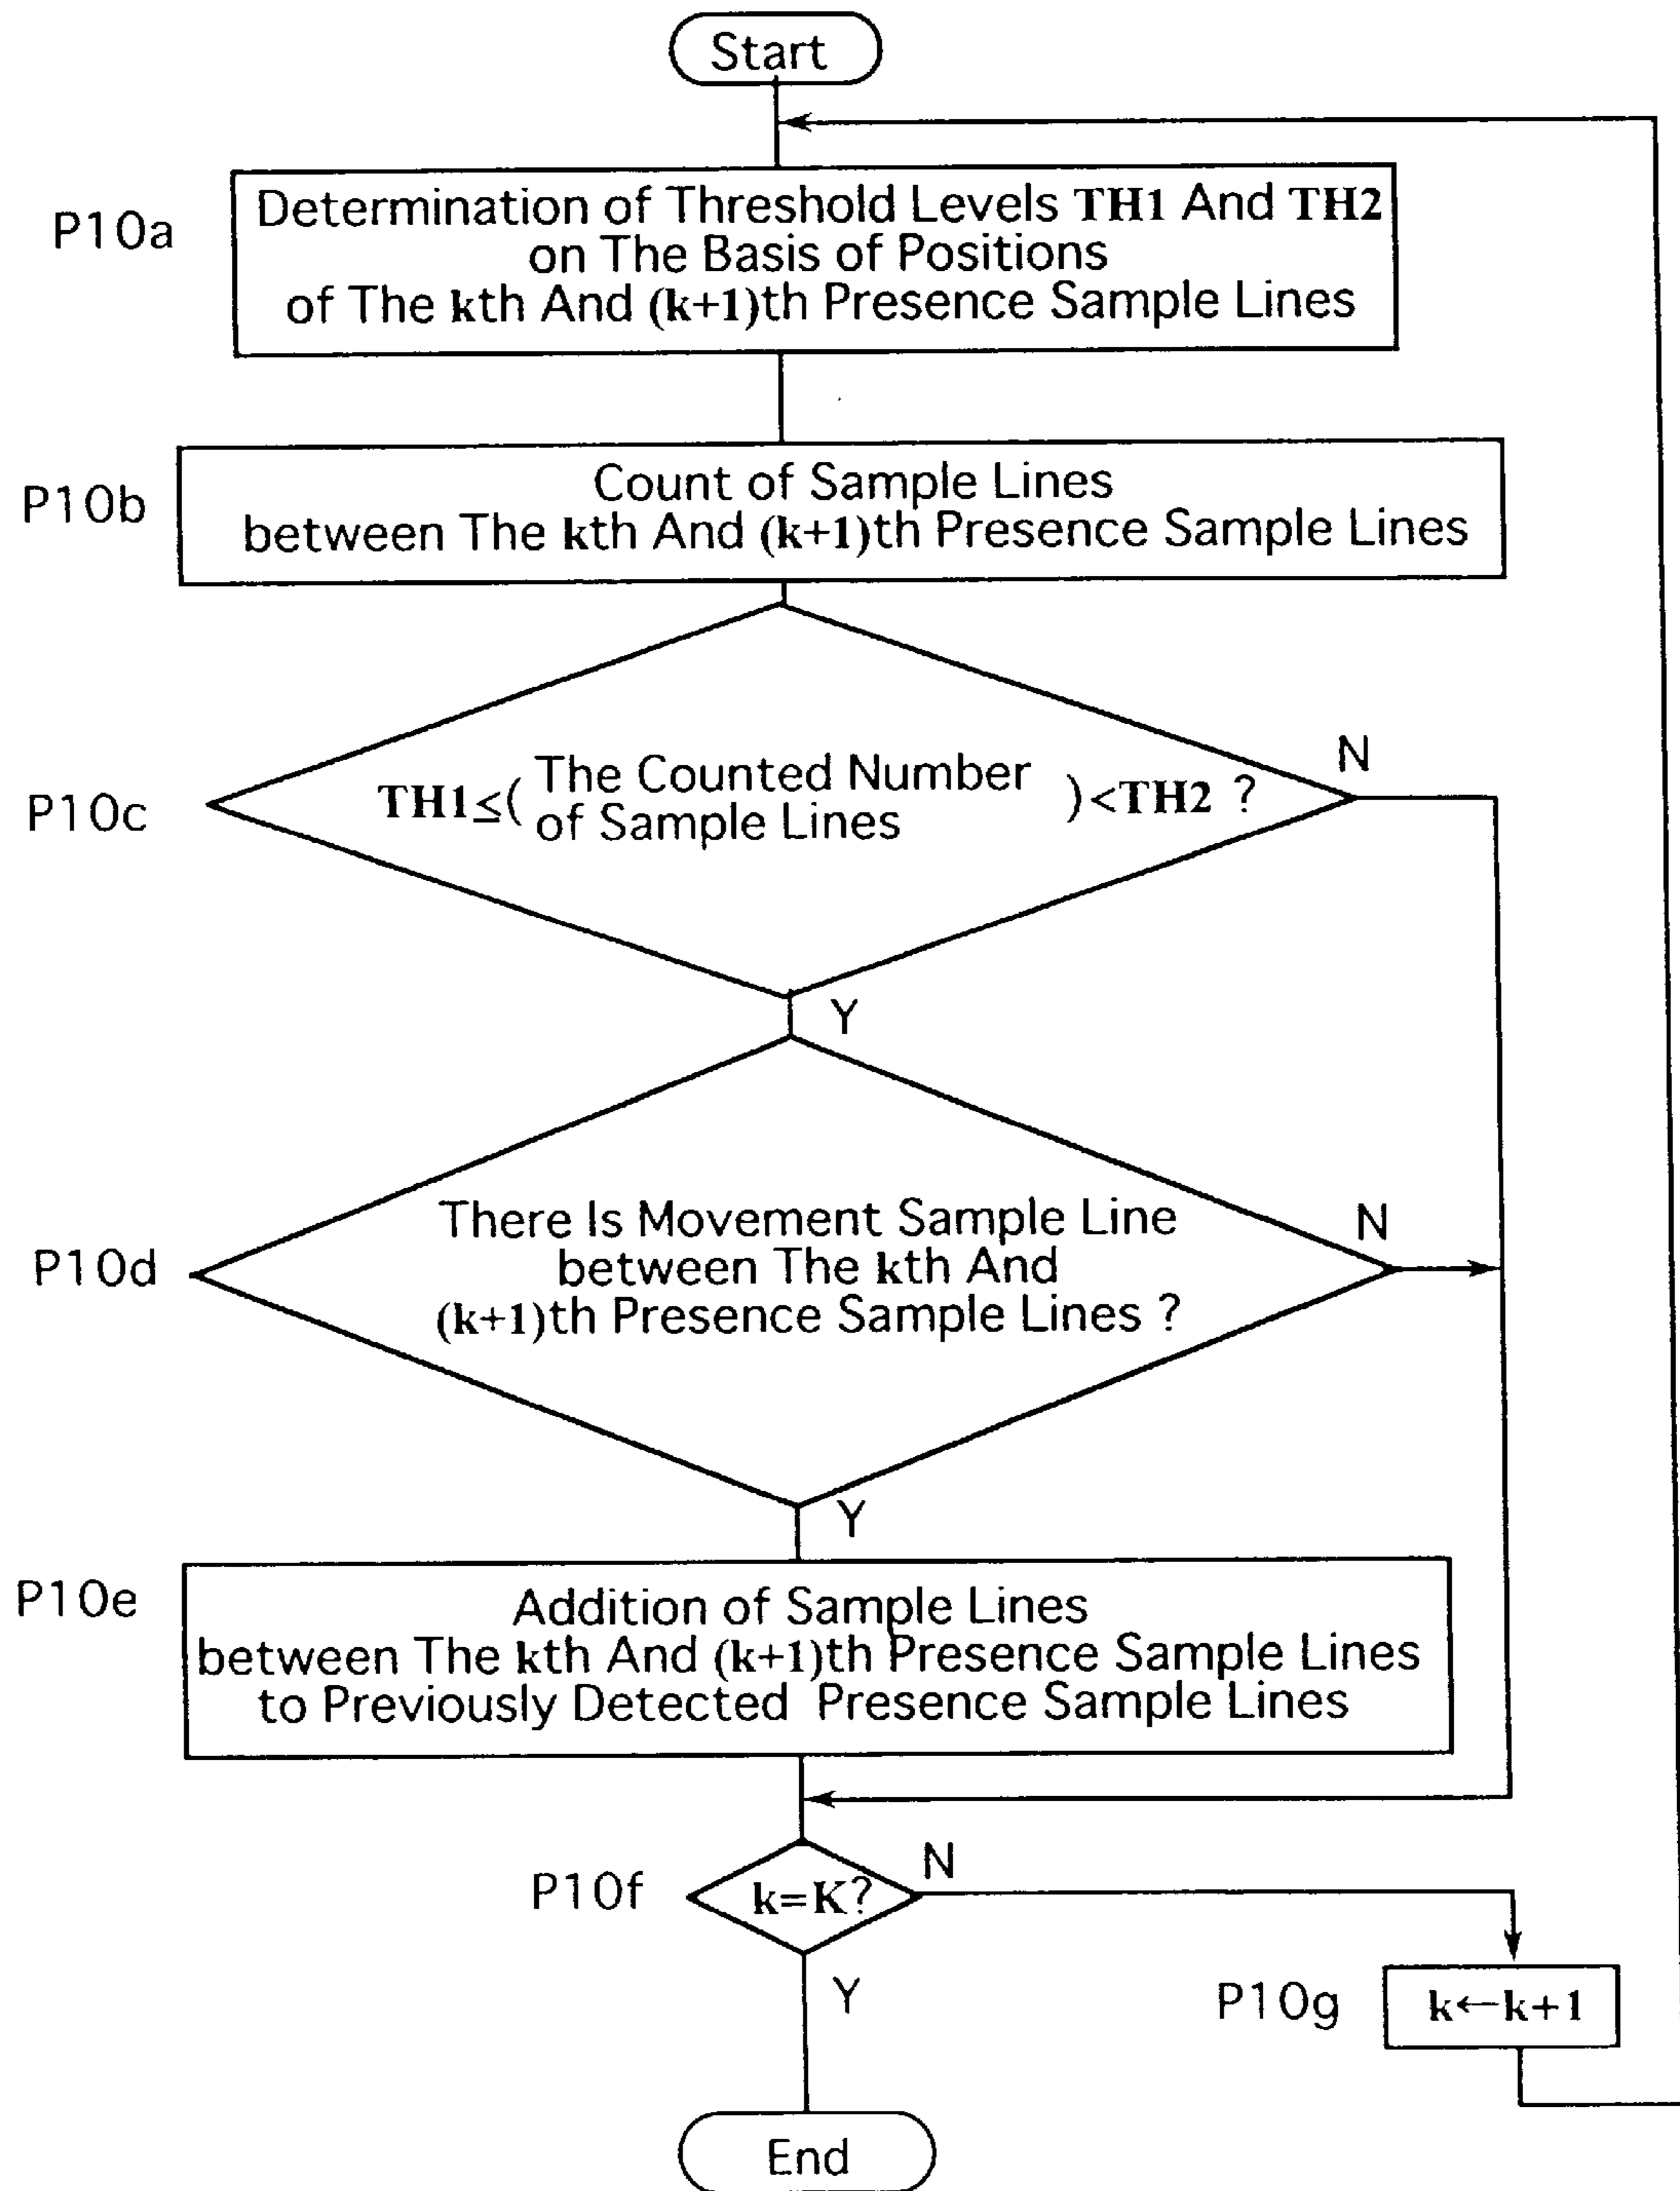 Start
P10a
Determination of Threshold Levels TH1 And TH2
on The Basis of Positions
of The kth And (k+1)th Presence Sample Lines
P10b
Count of Sample Lines
between The kth And (k+1)th Presence Sample Lines
P10c
TH1≤( The Counted Number of Sample Lines )<TH2 ?
N
Y
P10d
There Is Movement Sample Line
between The kth And
(k+1)th Presence Sample Lines ?
N
Y
P10e
Addition of Sample Lines
between The kth And (k+1)th Presence Sample Lines
to Previously Detected Presence Sample Lines
P10f
k=K?
N
Y
P10g
k←k+1
End